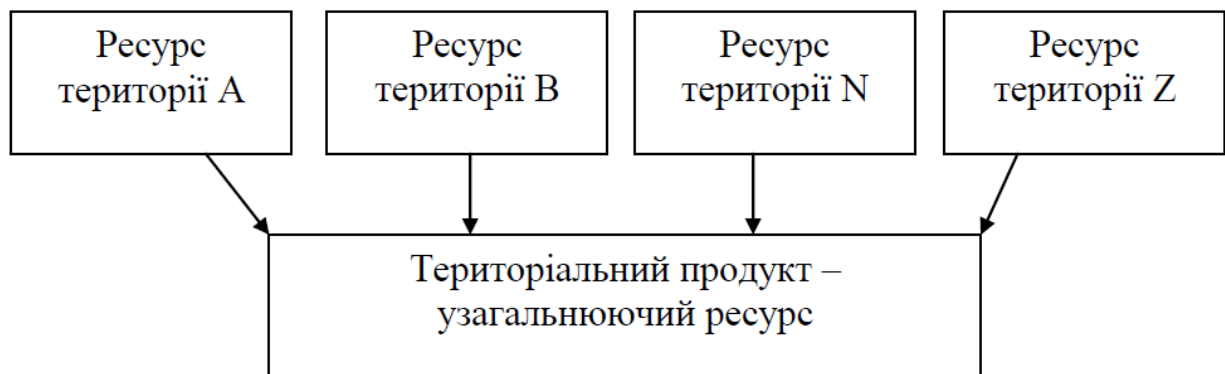 Ресурс
території A
Ресурс
території B
Ресурс
території N
Ресурс
території Z
Територіальний продукт –
узагальнюючий ресурс